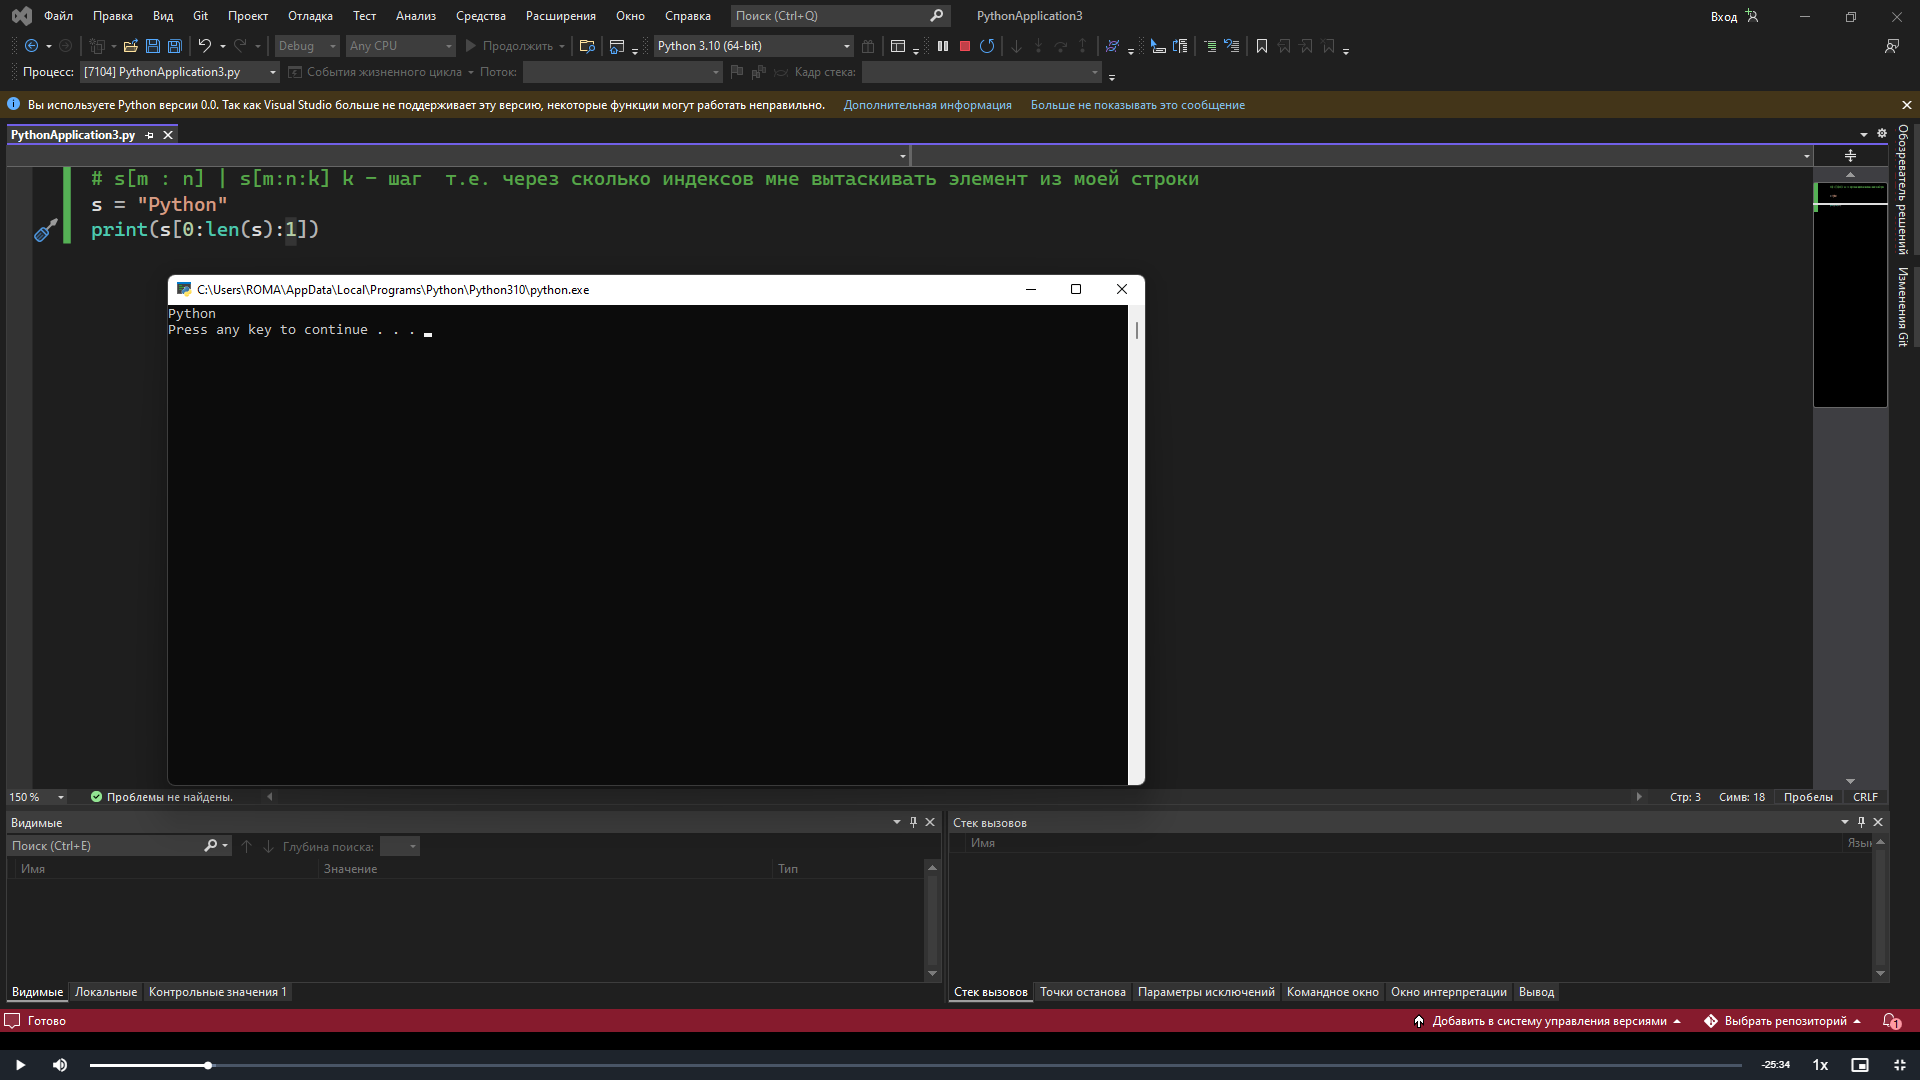 Файл Правка Вид Git Проект Отладка Тест Анализ Средства Расширения Окно Справка Поиск (Ctrl+Q) PythonApplication3 Вход
Debug Any CPU Продолжить Python 3.10 (64-bit)
Процесс: [7104] PythonApplication3.py События жизненного цикла Поток: Кадр стека:
Вы используете Python версии 0.0. Так как Visual Studio больше не поддерживает эту версию, некоторые функции могут работать неправильно. Дополнительная информация Больше не показывать это сообщение
PythonApplication3.py
Обозреватель решений
Изменения Git
# s[m : n] | s[m:n:k] k - шаг  т.е. через сколько индексов мне вытаскивать элемент из моей строки
s = "Python"
print(s[0:len(s):1])
C:\Users\ROMA\AppData\Local\Programs\Python\Python310\python.exe
Python
Press any key to continue . . .
150 % Проблемы не найдены. Стр: 3 Симв: 18 Пробелы CRLF
Видимые
Поиск (Ctrl+E) Глубина поиска:
Имя Значение Тип
Видимые Локальные Контрольные значения 1
Стек вызовов
Имя
Стек вызовов Точки останова Параметры исключений Командное окно Окно интерпретации Вывод
Готово Добавить в систему управления версиями Выбрать репозиторий 1
-25:34 1x